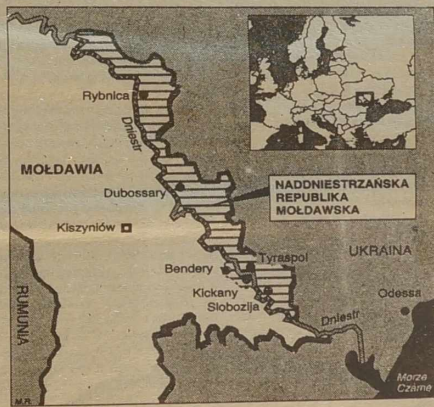 Rybnica
Dniestr
MOŁDAWIA
Dubossary
NADDNIESTRZAŃSKA
REPUBLIKA
MOŁDAWSKA
Kiszyniów
UKRAINA
Tyraspol
Bendery
Kickany
Slobozija
RUMUNIA
Odessa
Dniestr
Morze
Czarne
M.R.